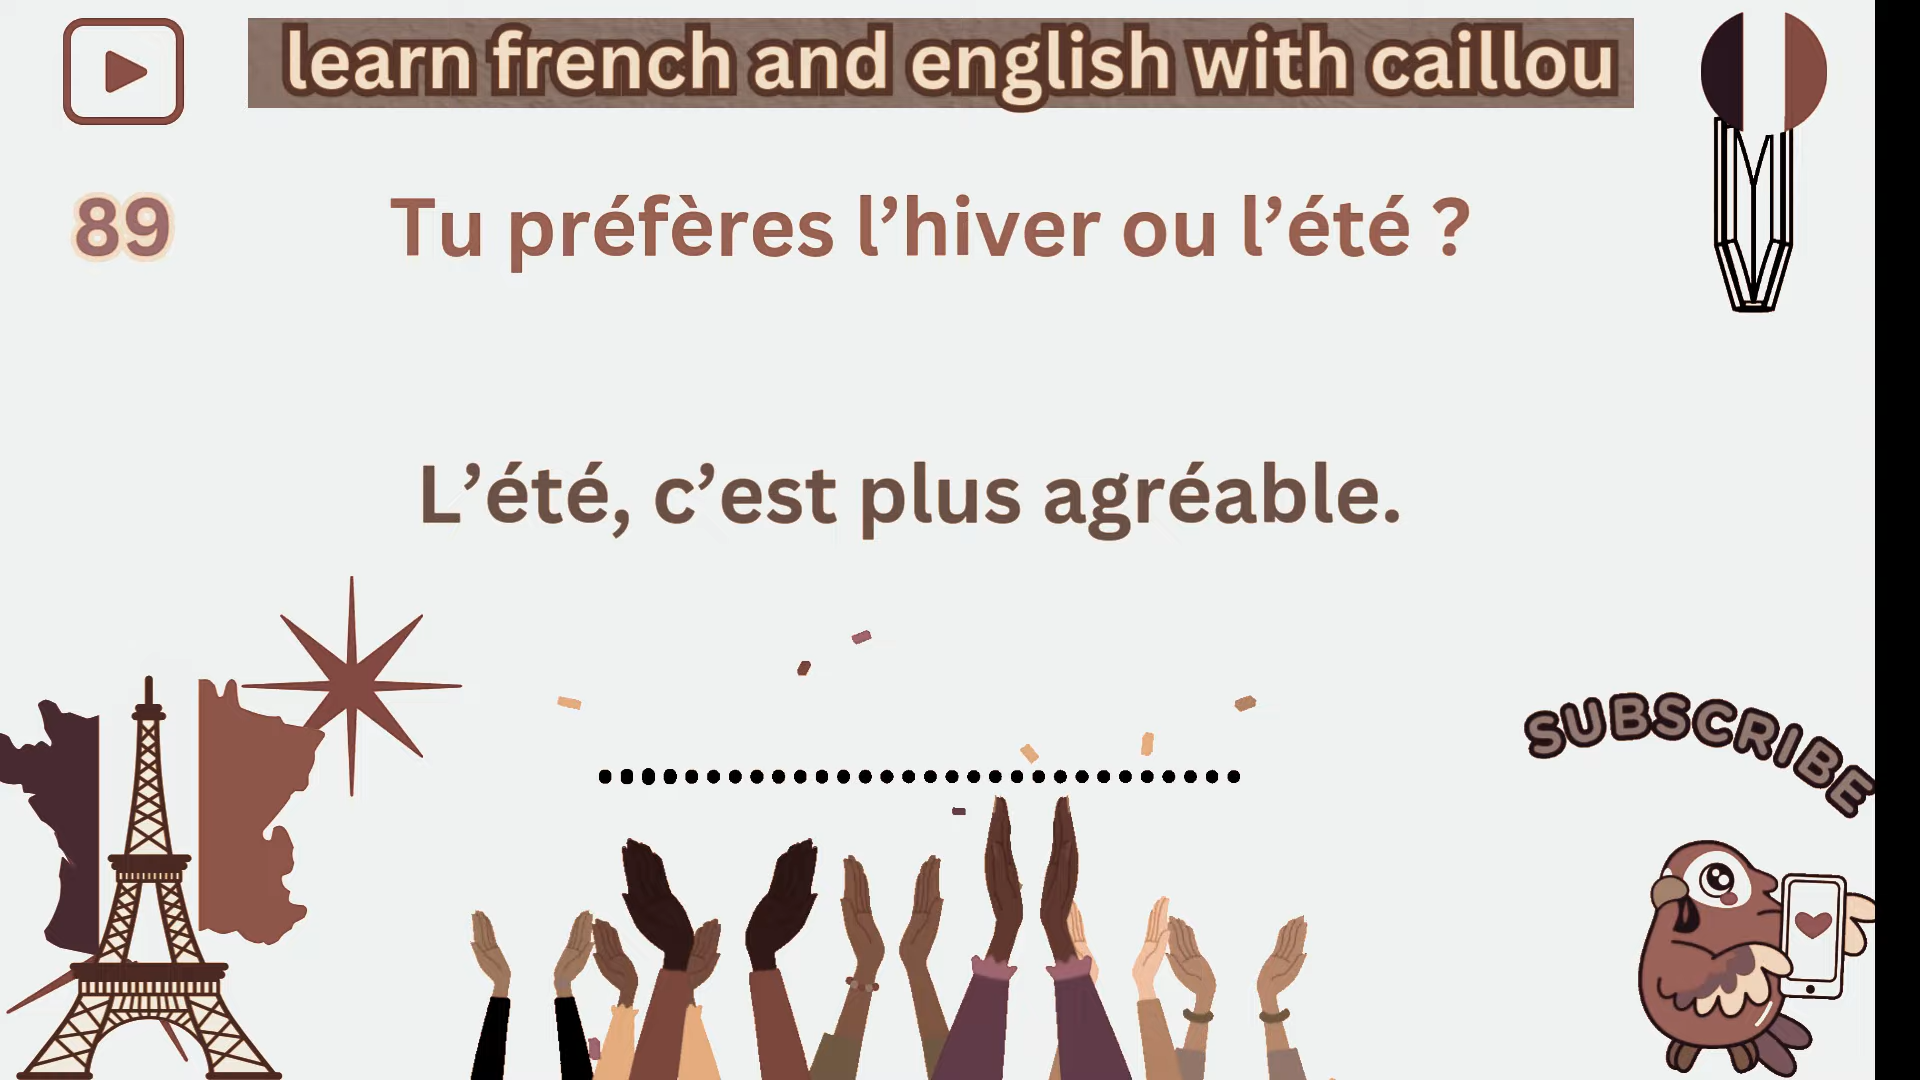 learn french and english with caillou
89
Tu préfères l’hiver ou l’été ?
L’été, c’est plus agréable.
SUBSCRIBE